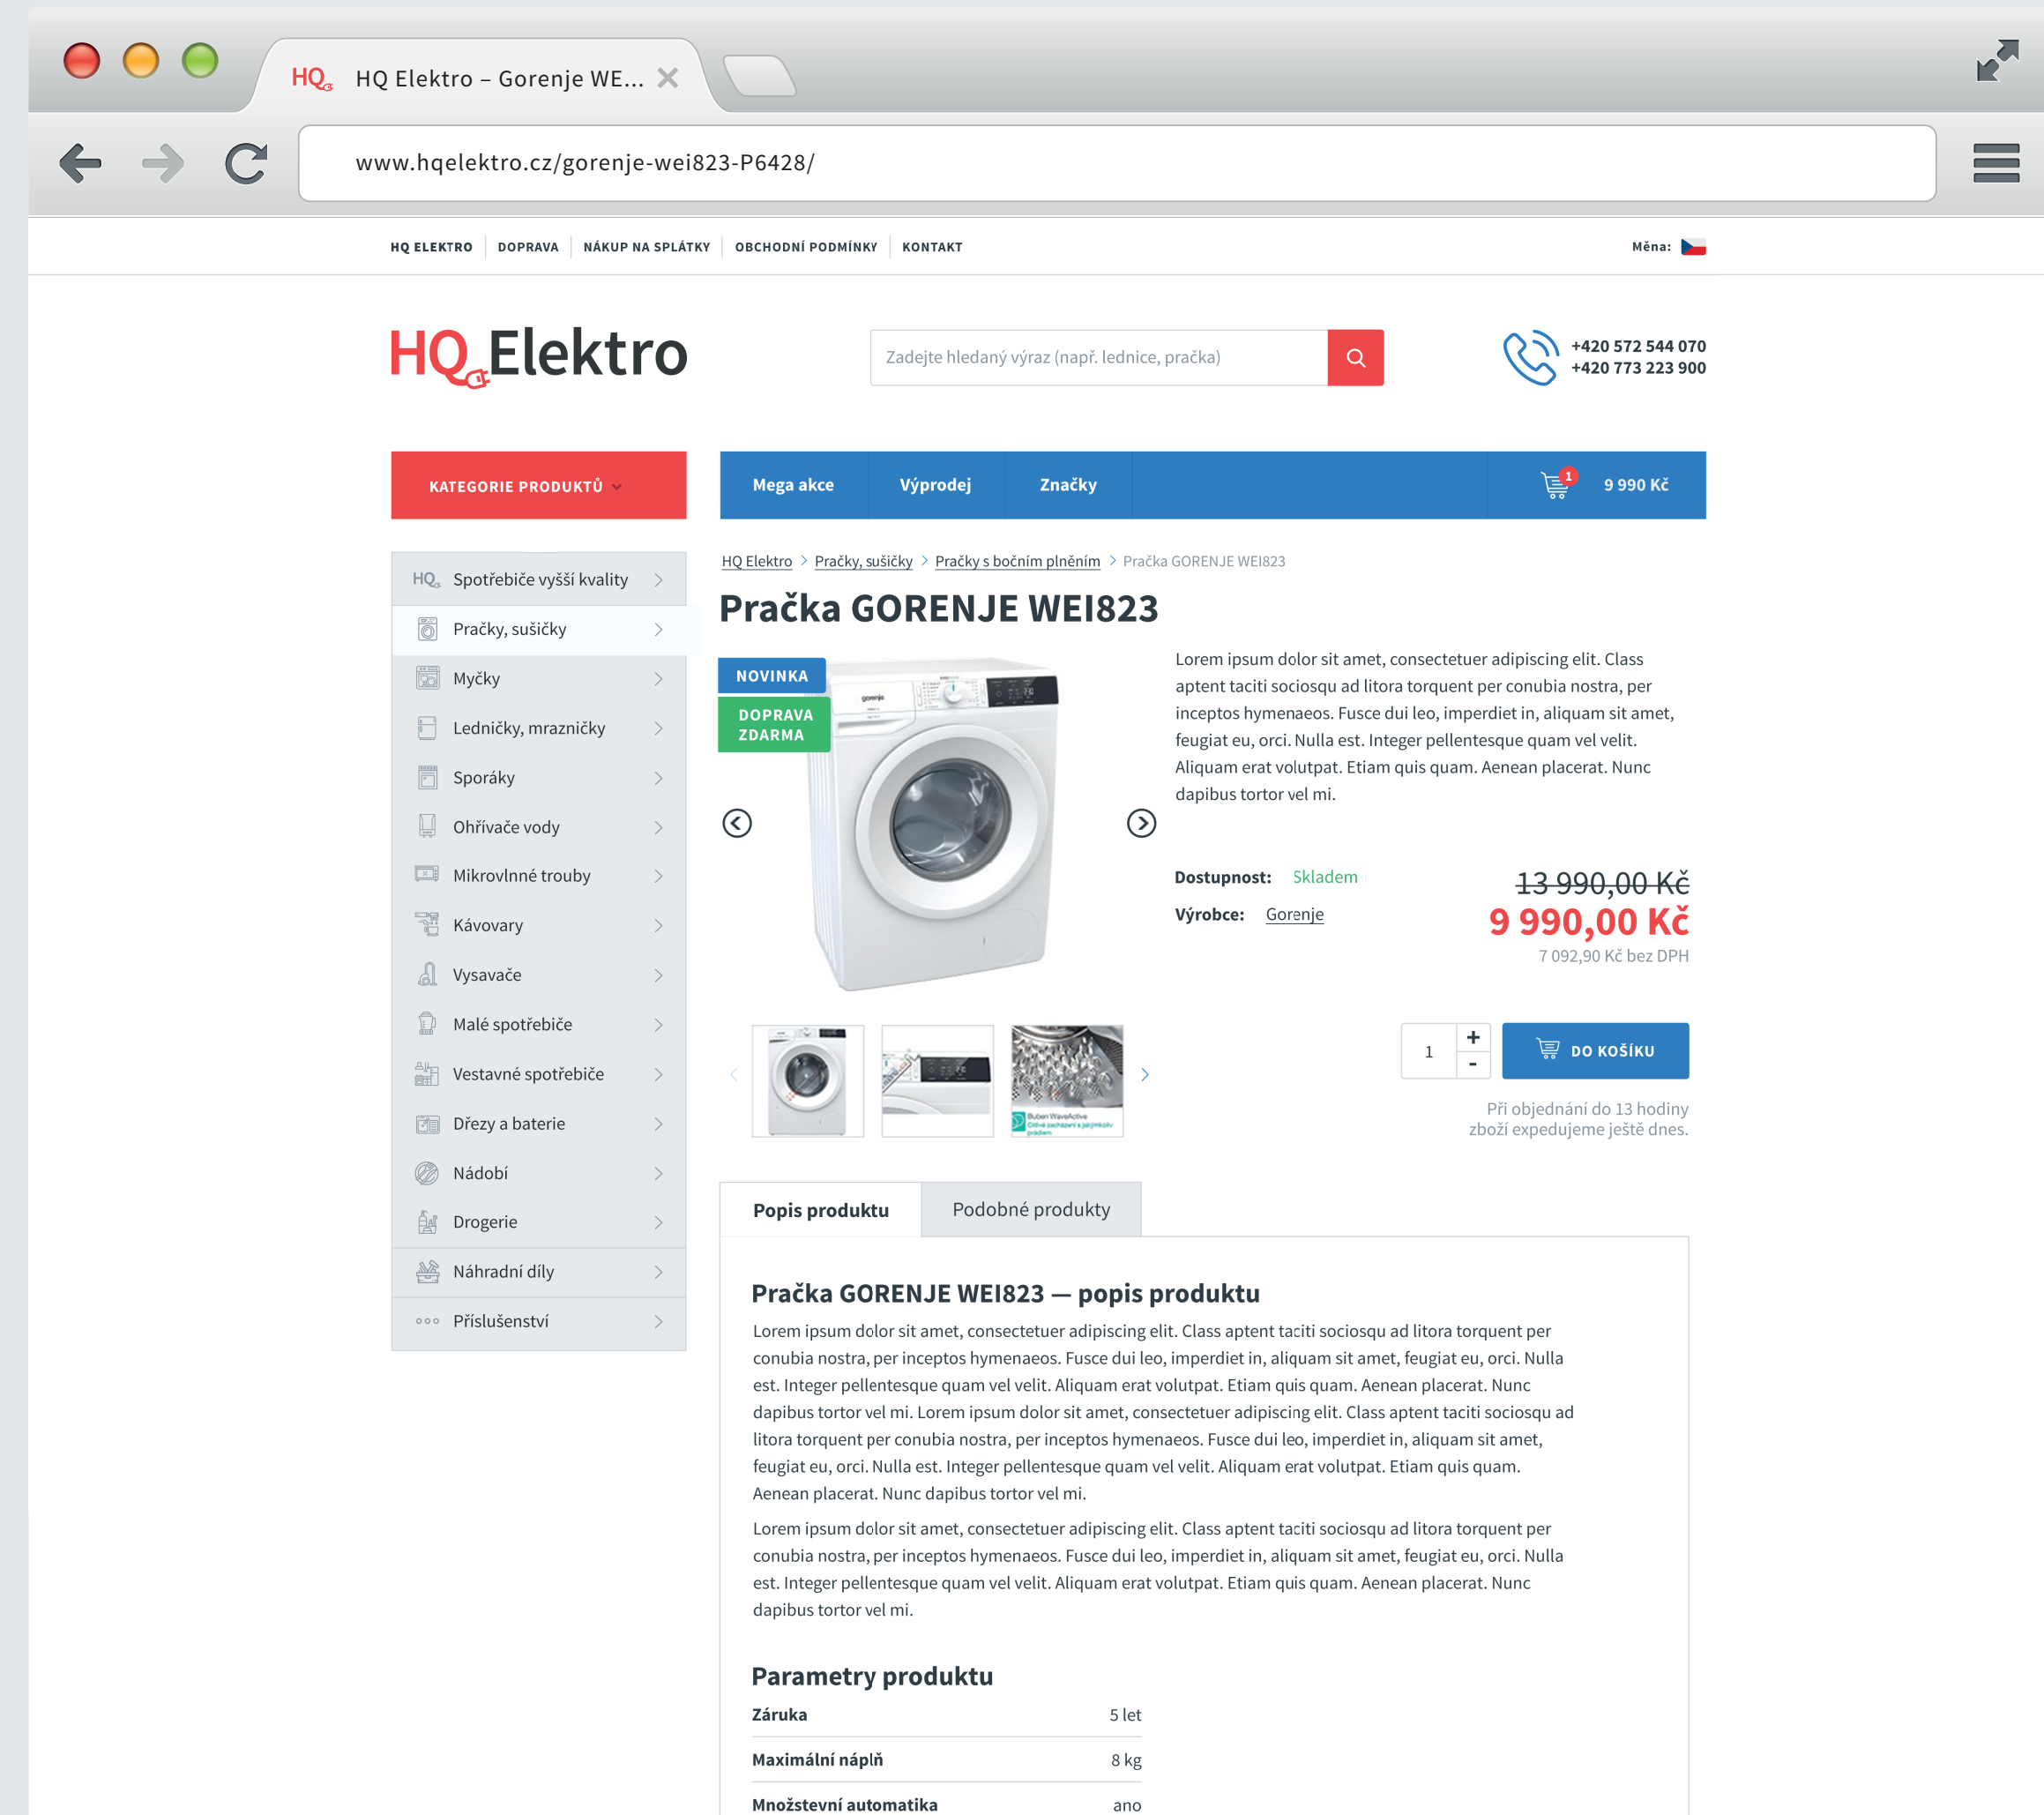 HQ HQ Elektro – Gorenje WE...
www.hqelektro.cz/gorenje-wei823-P6428/
HQ ELEKTRO DOPRAVA NÁKUP NA SPLÁTKY OBCHODNÍ PODMÍNKY KONTAKT Měna:
HQ Elektro
Zadejte hledaný výraz (např. lednice, pračka)
+420 572 544 070
+420 773 223 900
KATEGORIE PRODUKTŮ
Mega akce Výprodej Značky 1 9 990 Kč
HQ Spotřebiče vyšší kvality
Pračky, sušičky
Myčky
Ledničky, mrazničky
Sporáky
Ohřívače vody
Mikrovlnné trouby
Kávovary
Vysavače
Malé spotřebiče
Vestavné spotřebiče
Dřezy a baterie
Nádobí
Drogerie
Náhradní díly
Příslušenství
HQ Elektro Pračky, sušičky Pračky s bočním plněním Pračka GORENJE WEI823
Pračka GORENJE WEI823
NOVINKA
DOPRAVA
ZDARMA
gorenje
Lorem ipsum dolor sit amet, consectetuer adipiscing elit. Class
aptent taciti sociosqu ad litora torquent per conubia nostra, per
inceptos hymenaeos. Fusce dui leo, imperdiet in, aliquam sit amet,
feugiat eu, orci. Nulla est. Integer pellentesque quam vel velit.
Aliquam erat volutpat. Etiam quis quam. Aenean placerat. Nunc
dapibus tortor vel mi.
Dostupnost: Skladem
Výrobce: Gorenje
13 990,00 Kč
9 990,00 Kč
7 092,90 Kč bez DPH
Buben WaveActive
Citlivé zacházení s jakýmkoliv
prádlem
1 + -
DO KOŠÍKU
Při objednání do 13 hodiny
zboží expedujeme ještě dnes.
Popis produktu Podobné produkty
Pračka GORENJE WEI823 — popis produktu
Lorem ipsum dolor sit amet, consectetuer adipiscing elit. Class aptent taciti sociosqu ad litora torquent per
conubia nostra, per inceptos hymenaeos. Fusce dui leo, imperdiet in, aliquam sit amet, feugiat eu, orci. Nulla
est. Integer pellentesque quam vel velit. Aliquam erat volutpat. Etiam quis quam. Aenean placerat. Nunc
dapibus tortor vel mi. Lorem ipsum dolor sit amet, consectetuer adipiscing elit. Class aptent taciti sociosqu ad
litora torquent per conubia nostra, per inceptos hymenaeos. Fusce dui leo, imperdiet in, aliquam sit amet,
feugiat eu, orci. Nulla est. Integer pellentesque quam vel velit. Aliquam erat volutpat. Etiam quis quam.
Aenean placerat. Nunc dapibus tortor vel mi.
Lorem ipsum dolor sit amet, consectetuer adipiscing elit. Class aptent taciti sociosqu ad litora torquent per
conubia nostra, per inceptos hymenaeos. Fusce dui leo, imperdiet in, aliquam sit amet, feugiat eu, orci. Nulla
est. Integer pellentesque quam vel velit. Aliquam erat volutpat. Etiam quis quam. Aenean placerat. Nunc
dapibus tortor vel mi.
Parametry produktu
Záruka 5 let
Maximální náplň 8 kg
Množstevní automatika ano